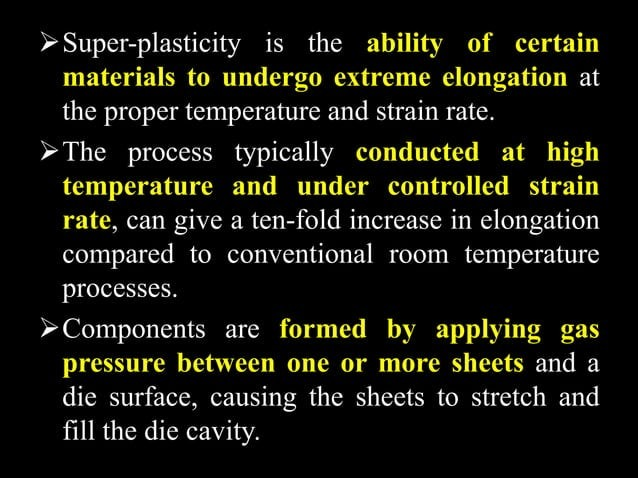 ➢Super-plasticity is the ability of certain
materials to undergo extreme elongation at
the proper temperature and strain rate.
➢The process typically conducted at high
temperature and under controlled strain
rate, can give a ten-fold increase in elongation
compared to conventional room temperature
processes.
➢Components are formed by applying gas
pressure between one or more sheets and a
die surface, causing the sheets to stretch and
fill the die cavity.